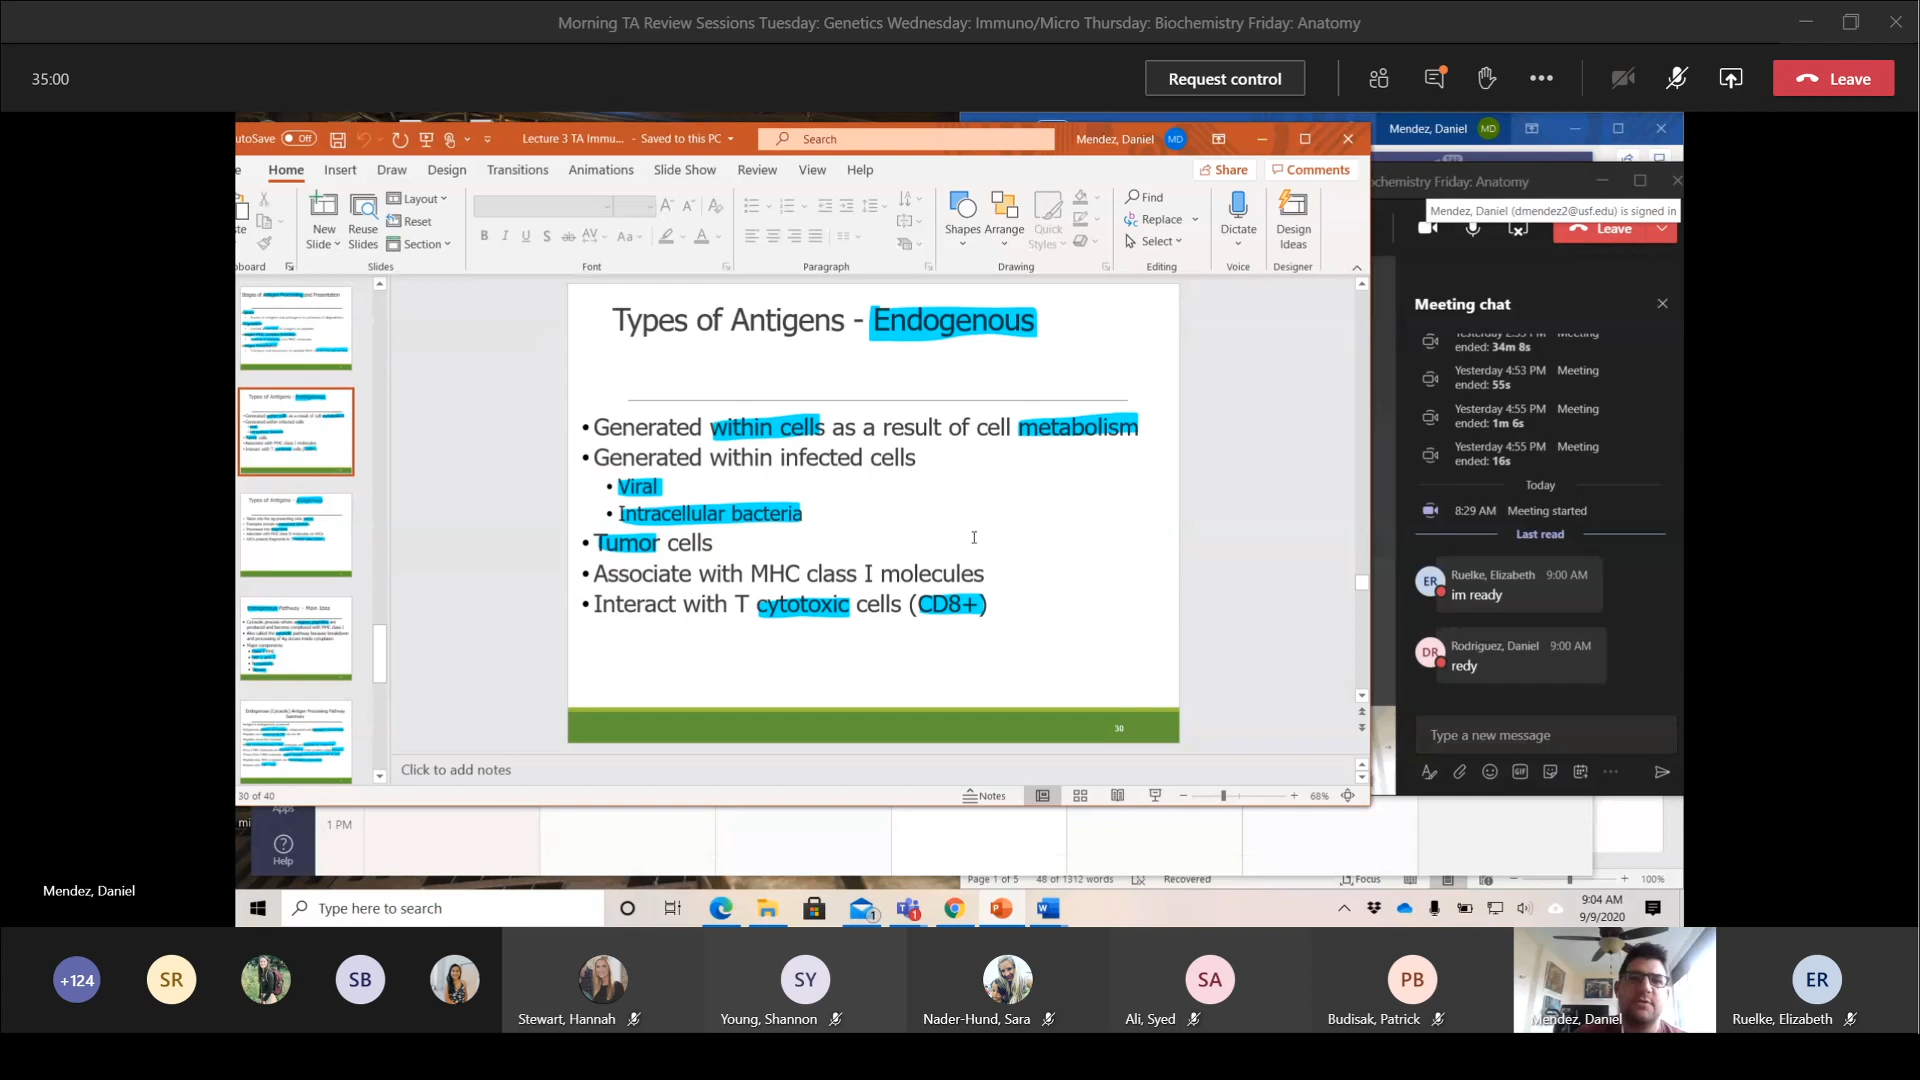 Morning TA Review Sessions Tuesday: Genetics Wednesday: Immuno/Micro Thursday: Biochemistry Friday: Anatomy
35:00
Request control
Leave
utoSave Off
Lecture 3 TA Immu... - Saved to this PC
Search
Mendez, Daniel MD
Mendez, Daniel MD
Home Insert Draw Design Transitions Animations Slide Show Review View Help
Share Comments
ochemistry Friday: Anatomy
Mendez, Daniel (dmendez2@usf.edu) is signed in
Leave
New Slide
Reuse Slides
Layout
Reset
Section
Find
Replace
Select
Shapes Arrange Quick Styles
Dictate
Design Ideas
board Slides Font Paragraph Drawing Editing Voice Designer
Types of Antigens - Endogenous
•Generated within cells as a result of cell metabolism
•Generated within infected cells
• Viral
• Intracellular bacteria
•Tumor cells
•Associate with MHC class I molecules
•Interact with T cytotoxic cells (CD8+)
30
Click to add notes
30 of 40
Notes
68%
Meeting chat
ended: 34m 8s
Yesterday 4:53 PM Meeting
ended: 55s
Yesterday 4:55 PM Meeting
ended: 1m 6s
Yesterday 4:55 PM Meeting
ended: 16s
Today
8:29 AM Meeting started
Last read
ER Ruelke, Elizabeth 9:00 AM
im ready
DR Rodriguez, Daniel 9:00 AM
redy
Type a new message
Apps
mi
1 PM
Help
Page 1 of 5 48 of 1312 words Recovered Focus 100%
Mendez, Daniel
Type here to search
9:04 AM
9/9/2020
+124
SR
SB
SY
SA
PB
ER
Stewart, Hannah
Young, Shannon
Nader-Hund, Sara
Ali, Syed
Budisak, Patrick
Mendez, Daniel
Ruelke, Elizabeth